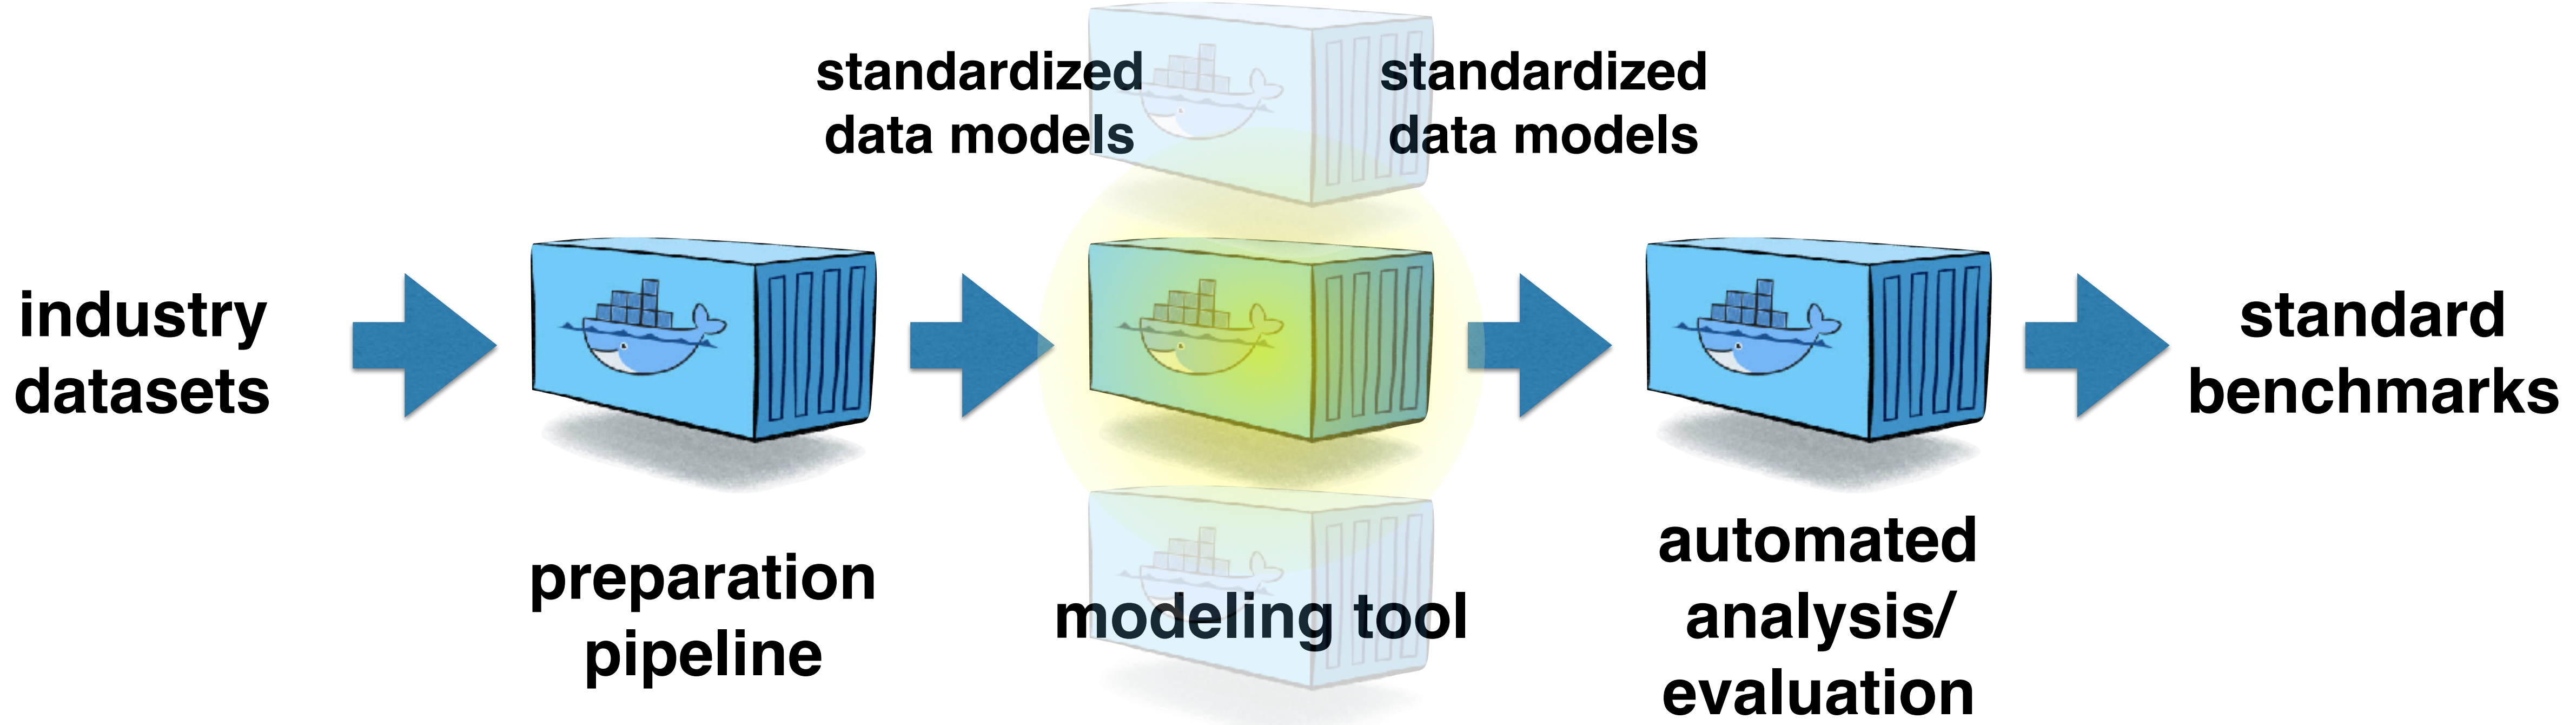 standardized
data models
standardized
data models
industry
datasets
standard
benchmarks
preparation
pipeline
modeling tool
automated
analysis/
evaluation